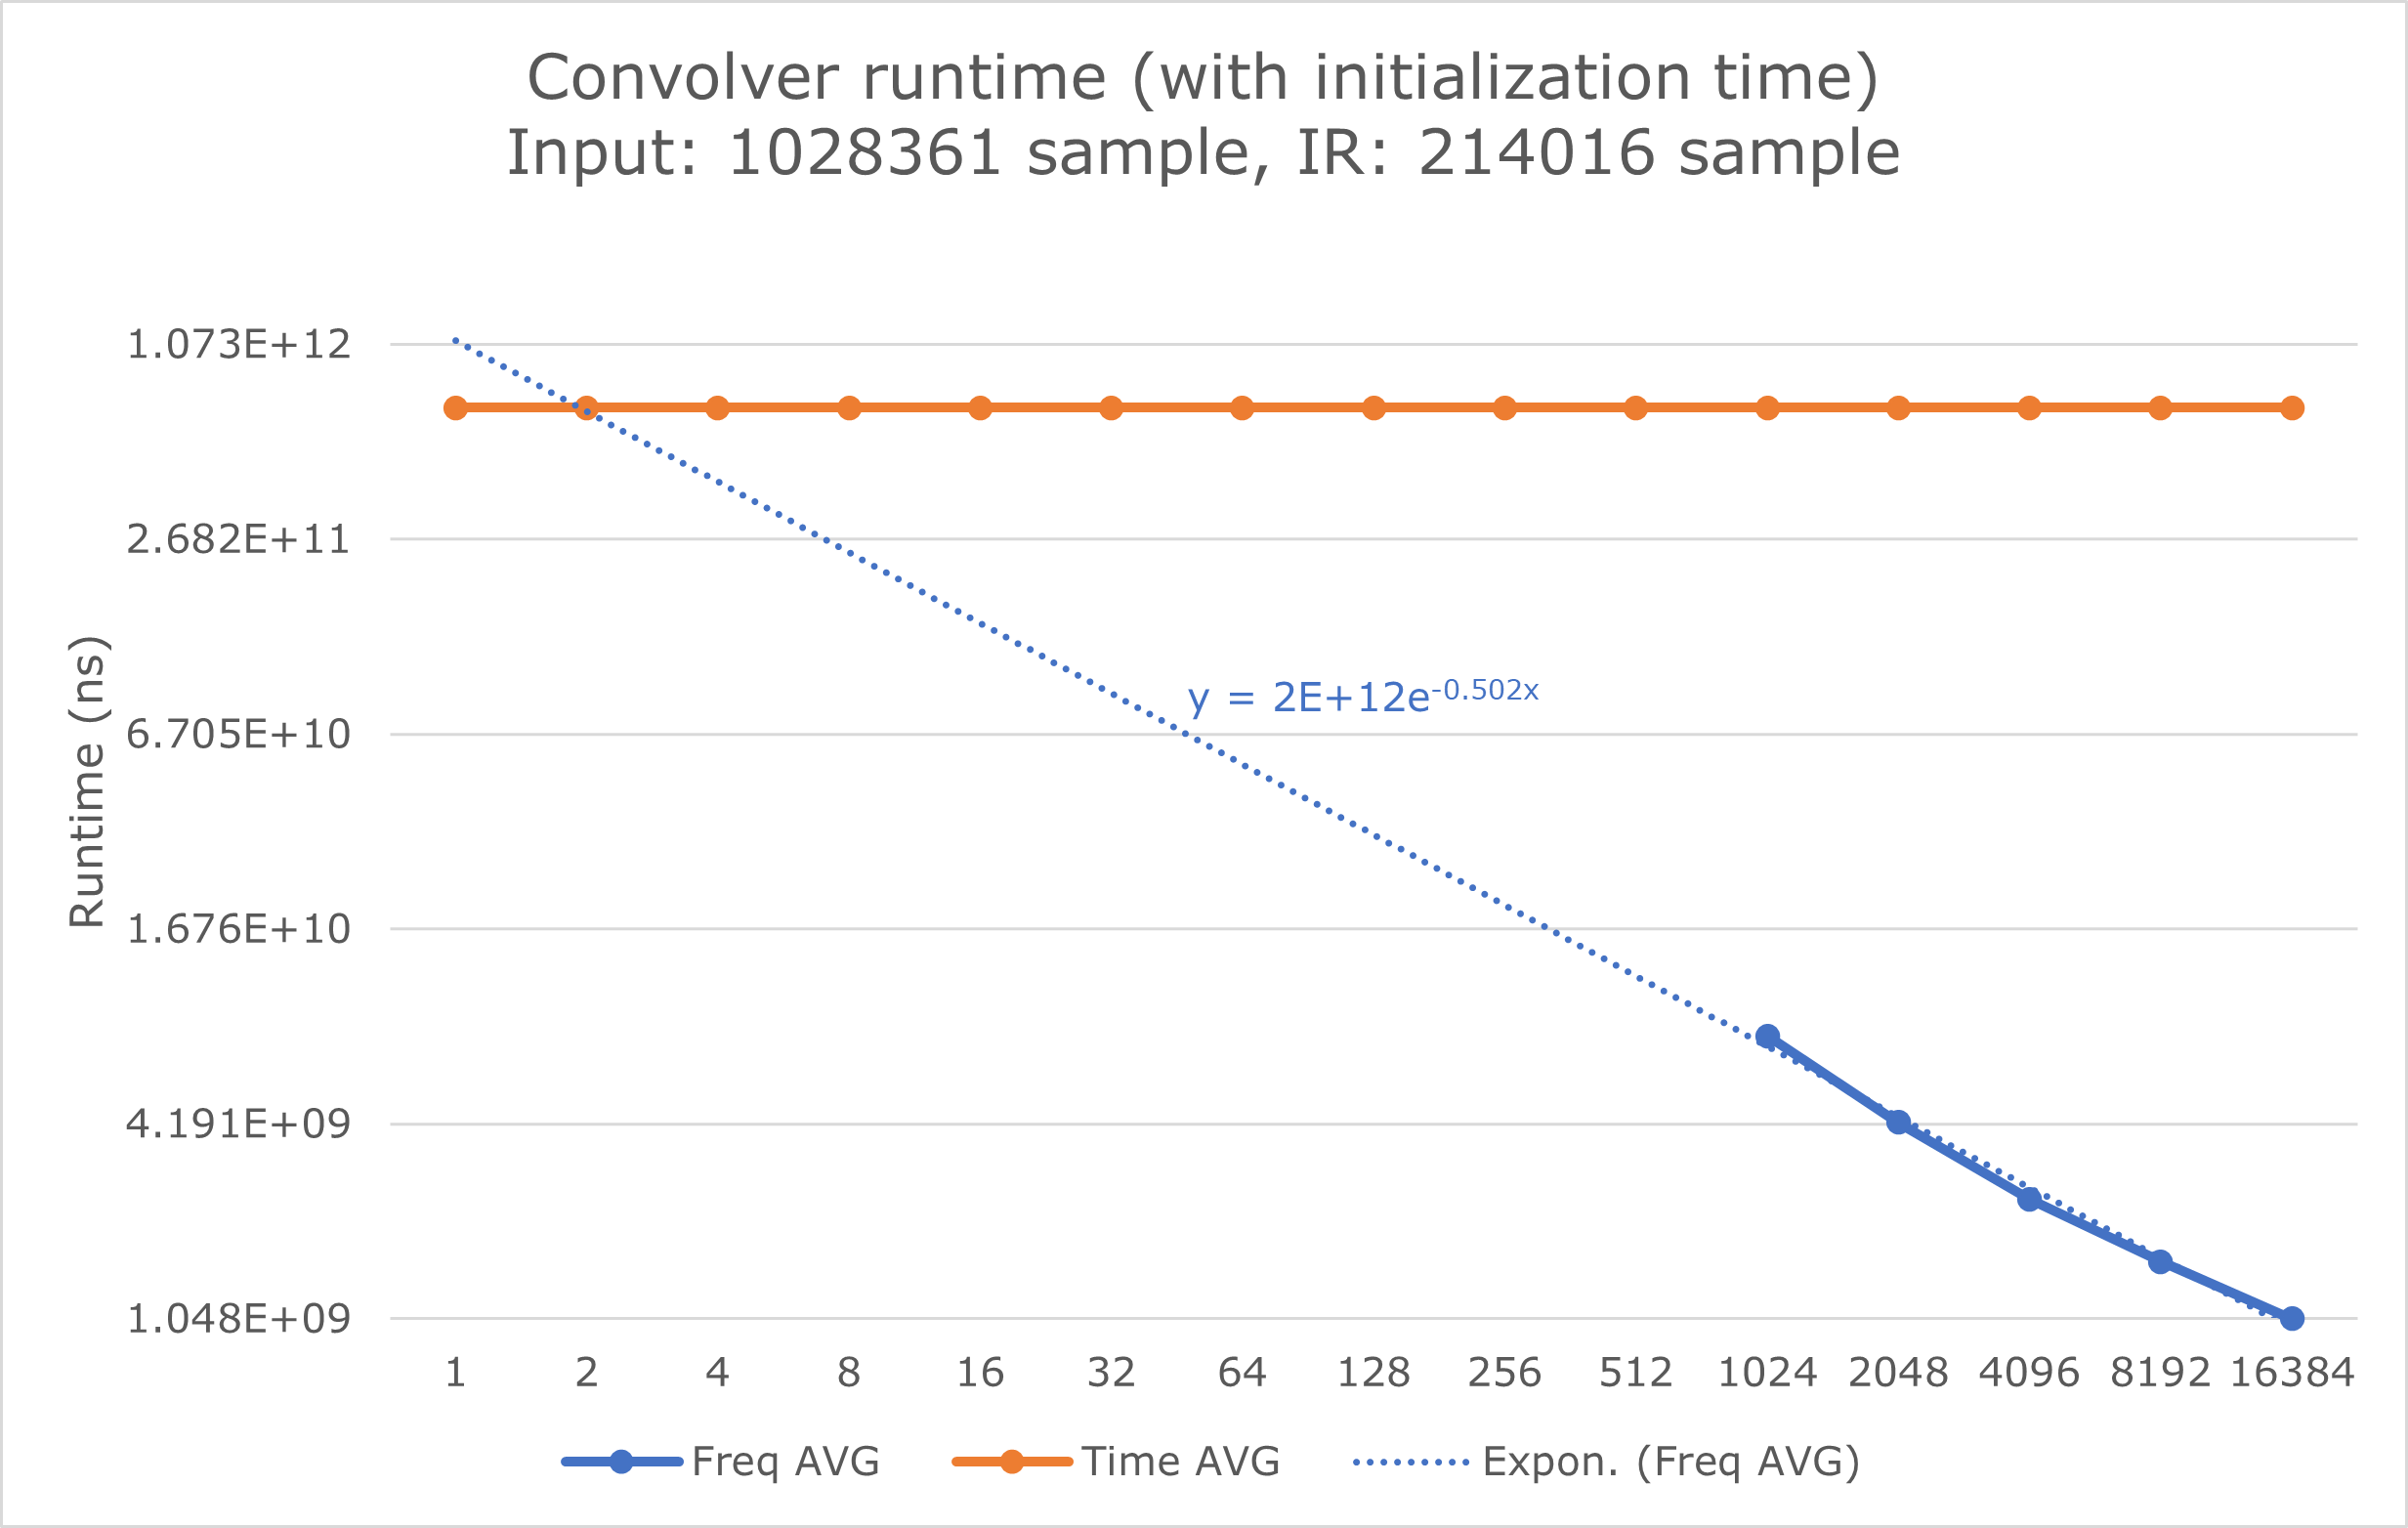 Convolver runtime (with initialization time)
Input: 1028361 sample, IR: 214016 sample
Runtime (ns)
1.073E+12
2.682E+11
6.705E+10
1.676E+10
4.191E+09
1.048E+09
y = 2E+12e^-0.502x
1 2 4 8 16 32 64 128 256 512 1024 2048 4096 8192 16384
Freq AVG Time AVG Expon. (Freq AVG)